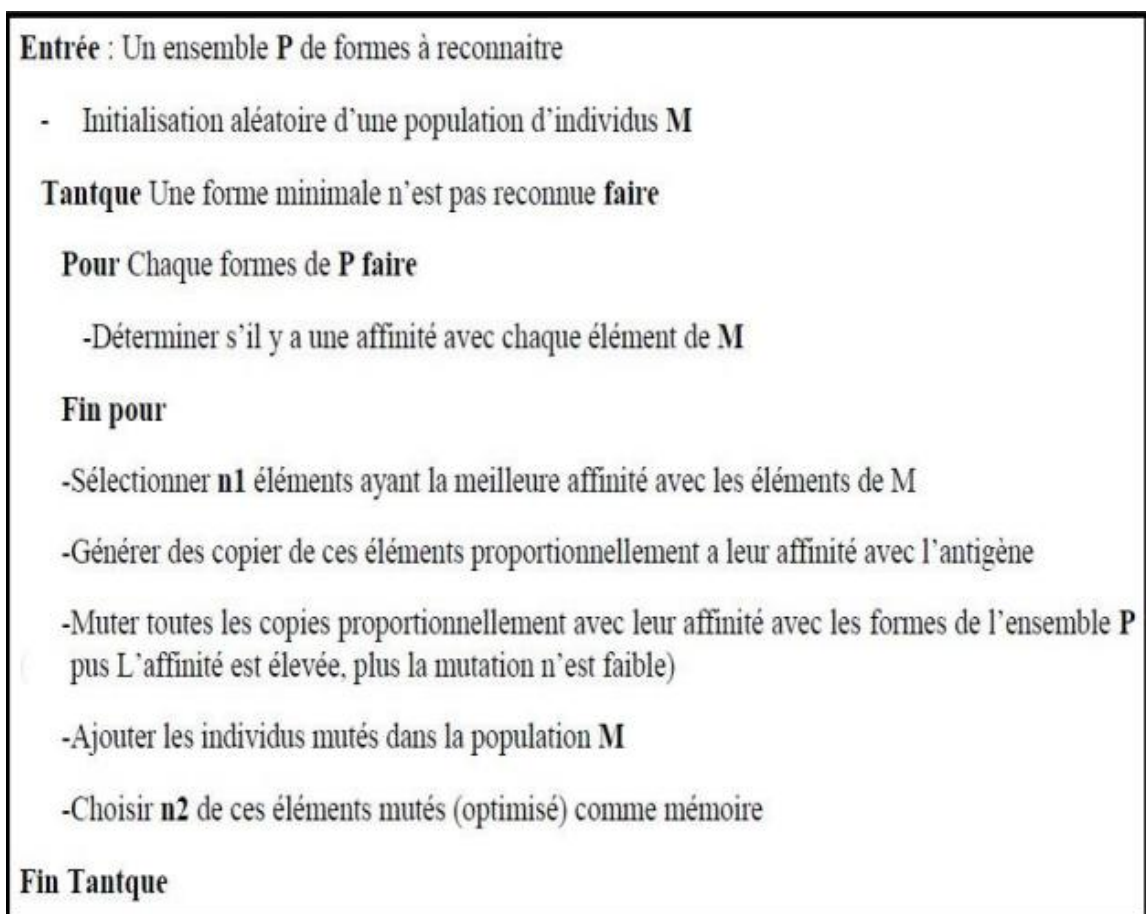 Entrée : Un ensemble P de formes à reconnaitre
- Initialisation aléatoire d'une population d'individus M
Tantque Une forme minimale n'est pas reconnue faire
Pour Chaque formes de P faire
-Déterminer s'il y a une affinité avec chaque élément de M
Fin pour
-Sélectionner n1 éléments ayant la meilleure affinité avec les éléments de M
-Générer des copier de ces éléments proportionnellement a leur affinité avec l'antigène
-Muter toutes les copies proportionnellement avec leur affinité avec les formes de l'ensemble P
( pus L'affinité est élevée, plus la mutation n'est faible)
-Ajouter les individus mutés dans la population M
-Choisir n2 de ces éléments mutés (optimisé) comme mémoire
Fin Tantque